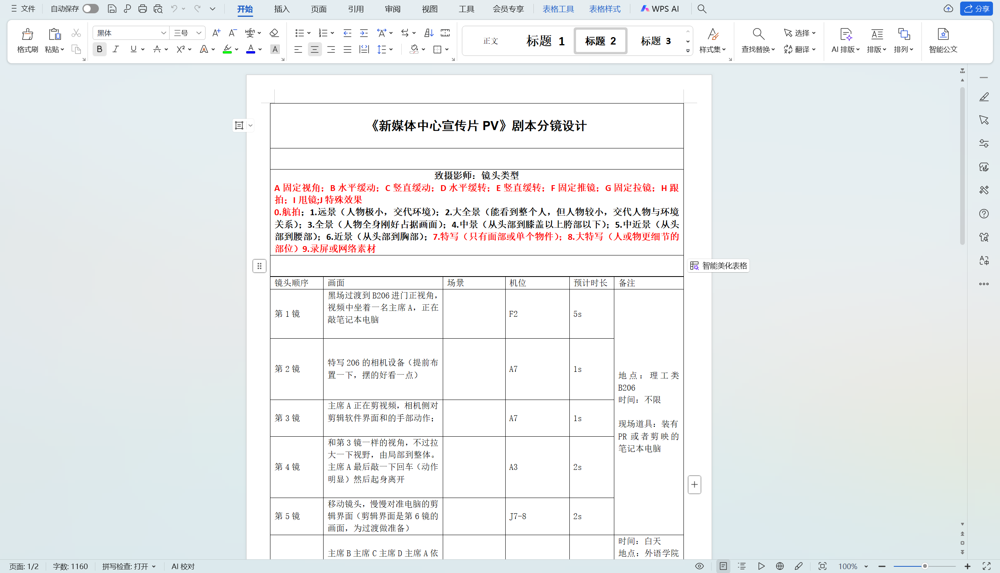 文件 自动保存 开始 插入 页面 引用 审阅 视图 工具 会员专享 表格工具 表格样式 WPS AI 分享
格式刷 粘贴 黑体 三号 正文 标题 1 标题 2 标题 3 样式集 查找替换 选择 翻译 AI 排版 排版 排列 智能公文
《新媒体中心宣传片 PV》剧本分镜设计
致摄影师：镜头类型
A 固定视角；B 水平缓动；C 竖直缓动；D 水平缓转；E 竖直缓转；F 固定推镜；G 固定拉镜；H 跟
拍；I 甩镜;J 特殊效果
0.航拍；1.远景（人物极小，交代环境）；2.大全景（能看到整个人，但人物较小，交代人物与环境
关系）；3.全景（人物全身刚好占据画面）；4.中景（从头部到膝盖以上胯部以下）；5.中近景（从头
部到腰部）；6.近景（从头部到胸部）；7.特写（只有面部或单个物件）；8.大特写（人或物更细节的
部位）9.录屏或网络素材
智能美化表格
镜头顺序 画面 场景 机位 预计时长 备注
第 1 镜
黑场过渡到 B206 进门正视角，
视频中坐着一名主席 A，正在
敲笔记本电脑
F2
5s
第 2 镜
特写 206 的相机设备（提前布
置一下，摆的好看一点）
A7
1s
第 3 镜
主席 A 正在剪视频，相机侧对
剪辑软件界面和的手部动作；
A7
1s
第 4 镜
和第 3 镜一样的视角，不过拉
大一下视野，由局部到整体。
主席 A 最后敲一下回车（动作
明显）然后起身离开
A3
2s
第 5 镜
移动镜头，慢慢对准电脑的剪
辑界面（剪辑界面是第 6 镜的
画面，为过渡做准备）
J7-8
2s
地点：理工类
B206
时间：不限
现场道具：装有
PR 或者剪映的
笔记本电脑
主席 B 主席 C 主席 D 主席 A 依
时间：白天
地点：外语学院
页面: 1/2 字数: 1160 拼写检查: 打开 AI 校对 100%